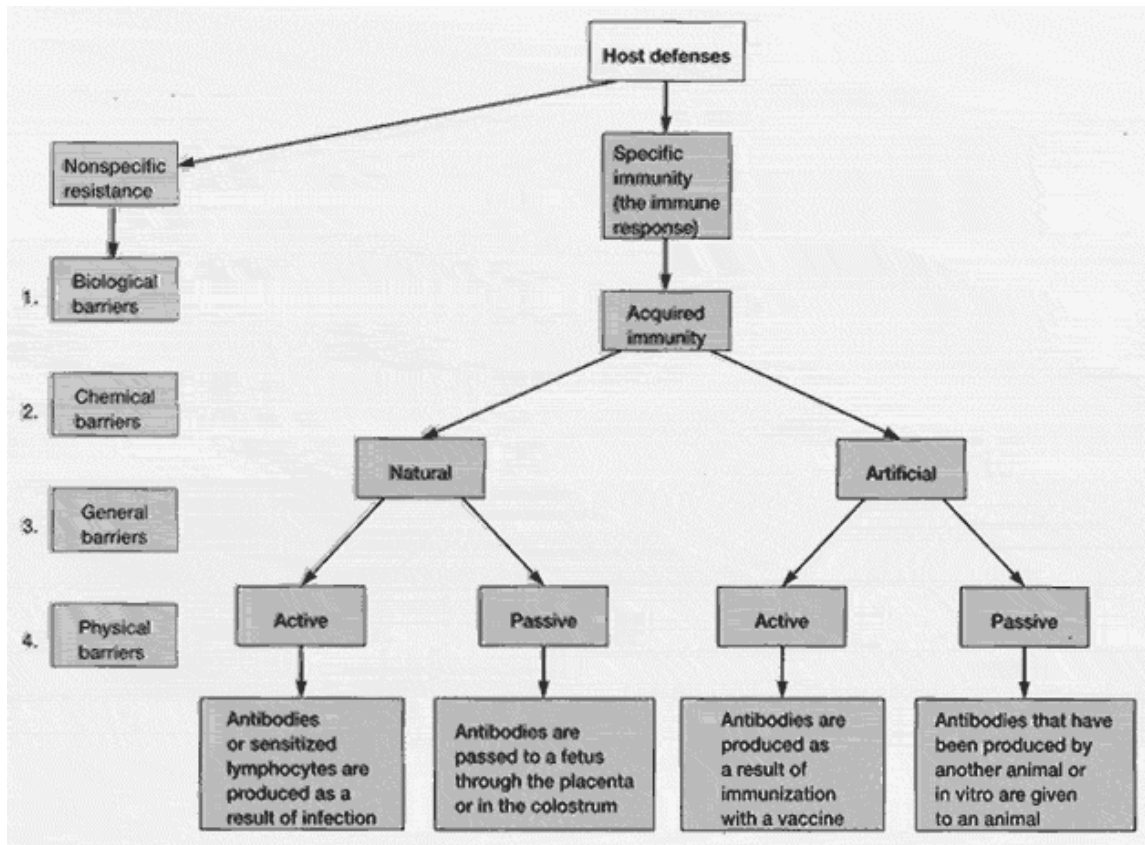 Host defenses
Nonspecific
resistance
Specific
immunity
(the immune
response)
1.
Biological
barriers
Acquired
immunity
2.
Chemical
barriers
Natural
Artificial
3.
General
barriers
4.
Physical
barriers
Active
Passive
Active
Passive
Antibodies
or sensitized
lymphocytes are
produced as a
result of infection
Antibodies are
passed to a fetus
through the placenta
or in the colostrum
Antibodies are
produced as
a result of
immunization
with a vaccine
Antibodies that have
been produced by
another animal or
in vitro are given
to an animal